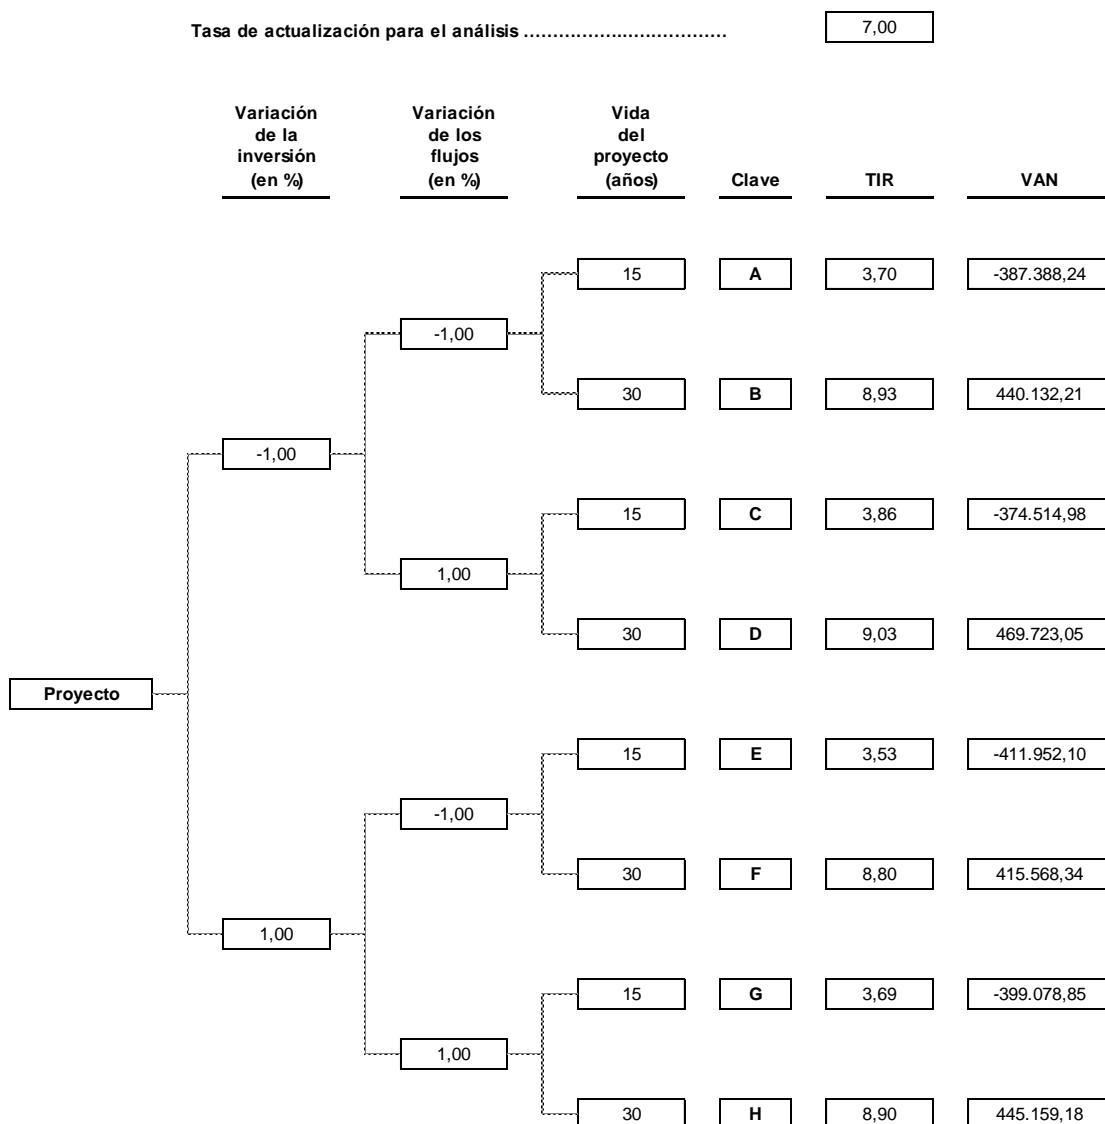 Tasa de actualización para el análisis ................................... 7,00
Variación Variación Vida
de la de los del
inversión flujos proyecto
(en %) (en %) (años) Clave TIR VAN
15 A 3,70 -387.388,24
-1,00
30 B 8,93 440.132,21
-1,00
15 C 3,86 -374.514,98
1,00
30 D 9,03 469.723,05
Proyecto
15 E 3,53 -411.952,10
-1,00
30 F 8,80 415.568,34
1,00
15 G 3,69 -399.078,85
1,00
30 H 8,90 445.159,18